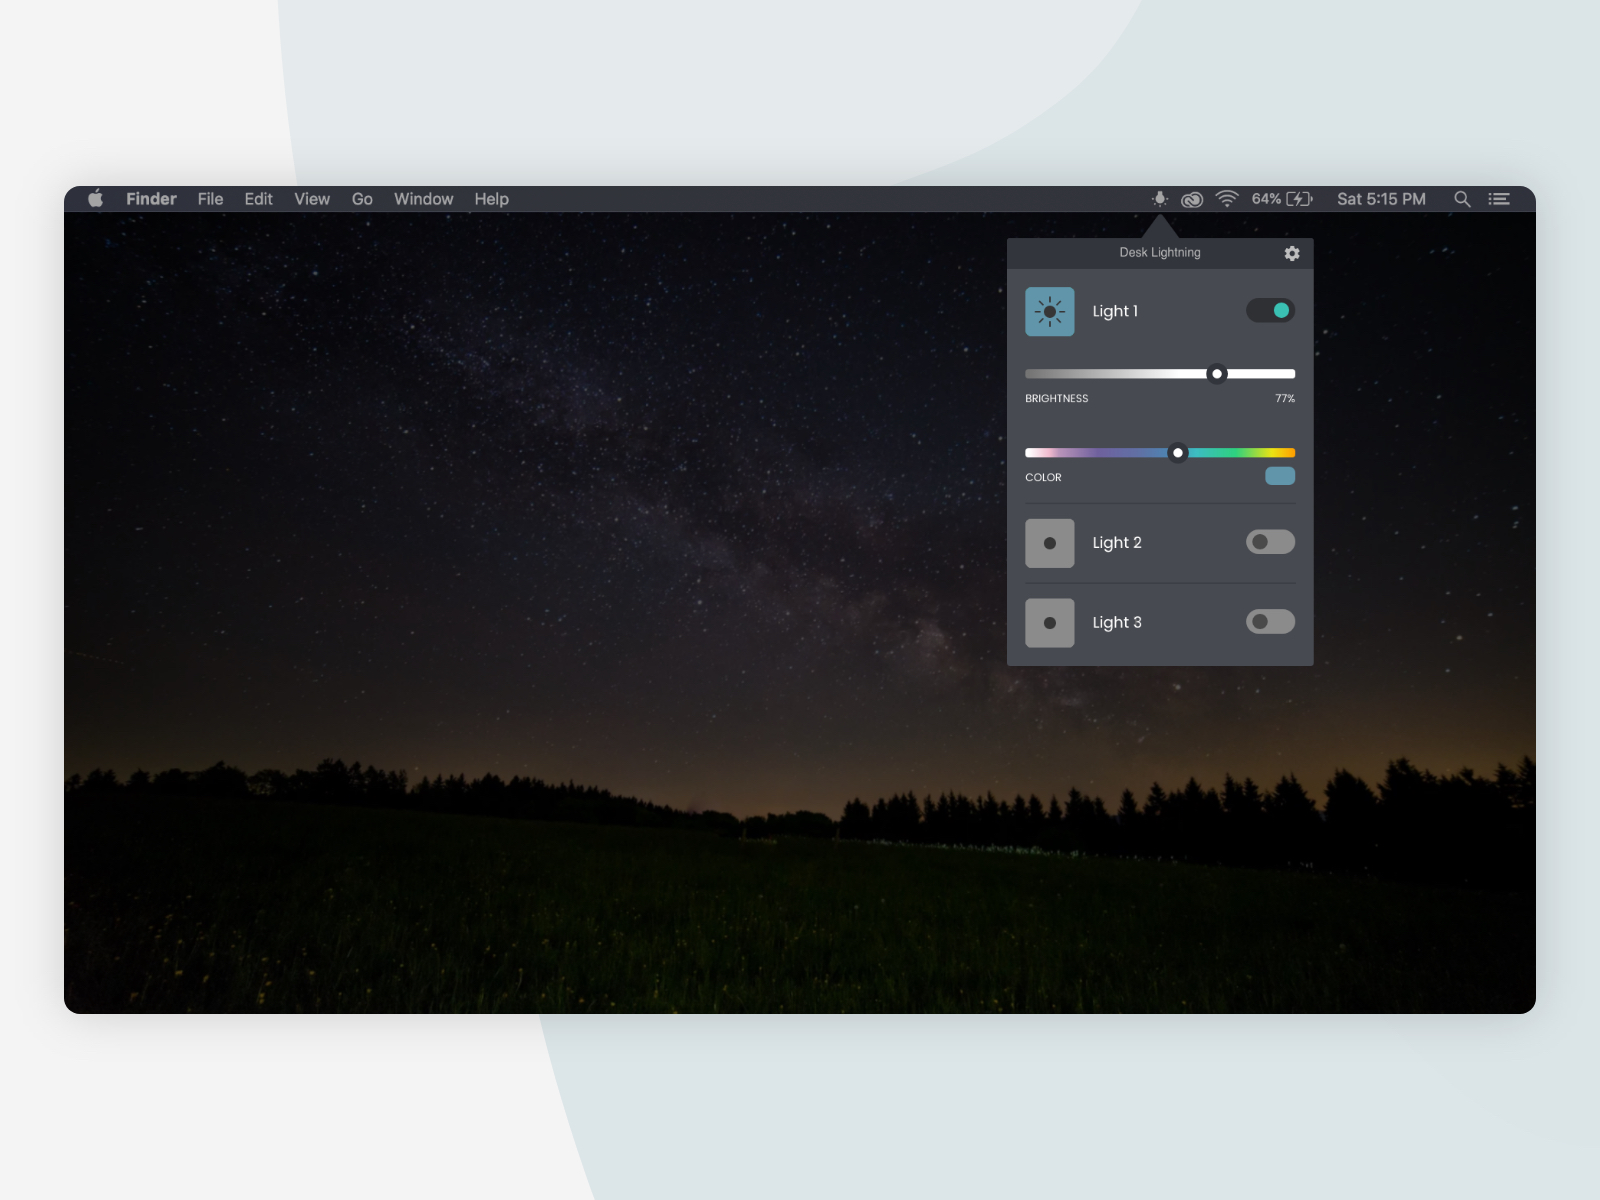 Finder File Edit View Go Window Help 64% Sat 5:15 PM
Desk Lightning
Light 1
BRIGHTNESS 77%
COLOR
Light 2
Light 3